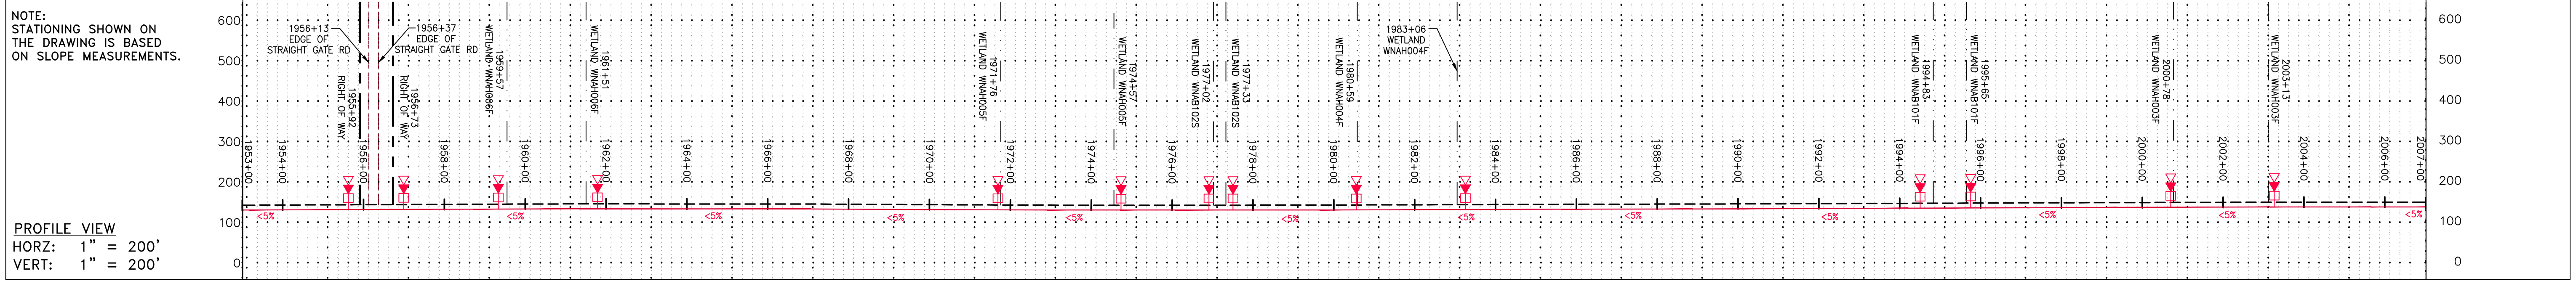 NOTE:
STATIONING SHOWN ON
THE DRAWING IS BASED
ON SLOPE MEASUREMENTS.
PROFILE VIEW
HORZ: 1" = 200'
VERT: 1" = 200'
600
500
400
300
200
100
0
1956+13
EDGE OF
STRAIGHT GATE RD
1956+37
EDGE OF
STRAIGHT GATE RD
1955+92
RIGHT OF WAY
1956+73
RIGHT OF WAY
1959+57
WETLAND WNAH006F
1961+51
WETLAND WNAH006F
1971+76
WETLAND WNAH005F
1974+57
WETLAND WNAH005F
1977+02
WETLAND WNAB102S
1977+33
WETLAND WNAB102S
1980+59
WETLAND WNAH004F
1983+06
WETLAND
WNAH004F
1994+83
WETLAND WNAB101F
1995+65
WETLAND WNAB101F
2000+78
WETLAND WNAH003F
2003+13
WETLAND WNAH003F
1953+00
1954+00
1956+00
1958+00
1960+00
1962+00
1964+00
1966+00
1968+00
1970+00
1972+00
1974+00
1976+00
1978+00
1980+00
1982+00
1984+00
1986+00
1988+00
1990+00
1992+00
1994+00
1996+00
1998+00
2000+00
2002+00
2004+00
2006+00
2007+00
<5%
<5%
<5%
<5%
<5%
<5%
<5%
<5%
<5%
<5%
<5%
<5%
<5%
600
500
400
300
200
100
0